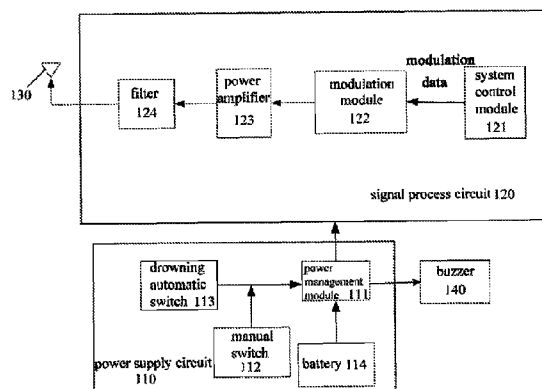 130
filter
124
power
amplifier
123
modulation
module
122
modulation
data
system
control
module
121
signal process circuit 120
drowning
automatic
switch 113
power
management
module 111
buzzer
140
manual
switch
112
battery 114
power supply circuit
110